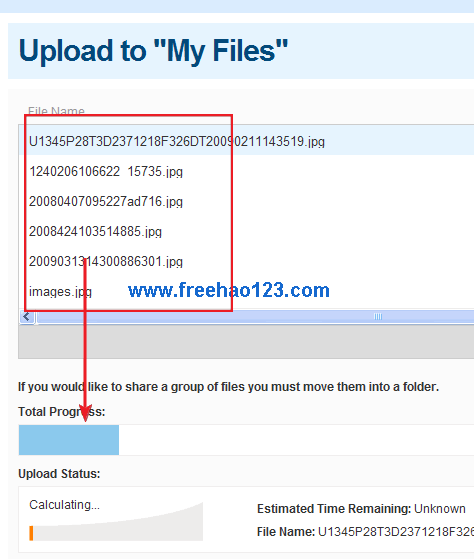 Upload to "My Files"
File Name
U1345P28T3D2371218F326DT20090211143519.jpg
1240206106622 15735.jpg
20080407095227ad716.jpg
2008424103514885.jpg
2009031314300886301.jpg
images.jpg
www.freehao123.com
If you would like to share a group of files you must move them into a folder.
Total Progress:
Upload Status:
Calculating...
Estimated Time Remaining: Unknown
File Name: U1345P28T3D2371218F326